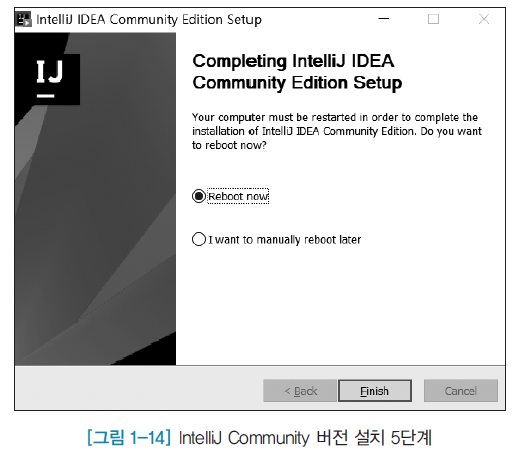 IntelliJ IDEA Community Edition Setup
IJ
Completing IntelliJ IDEA
Community Edition Setup
Your computer must be restarted in order to complete the
installation of IntelliJ IDEA Community Edition. Do you want
to reboot now?
Reboot now
I want to manually reboot later
< Back
Finish
Cancel
[그림 1-14] IntelliJ Community 버전 설치 5단계